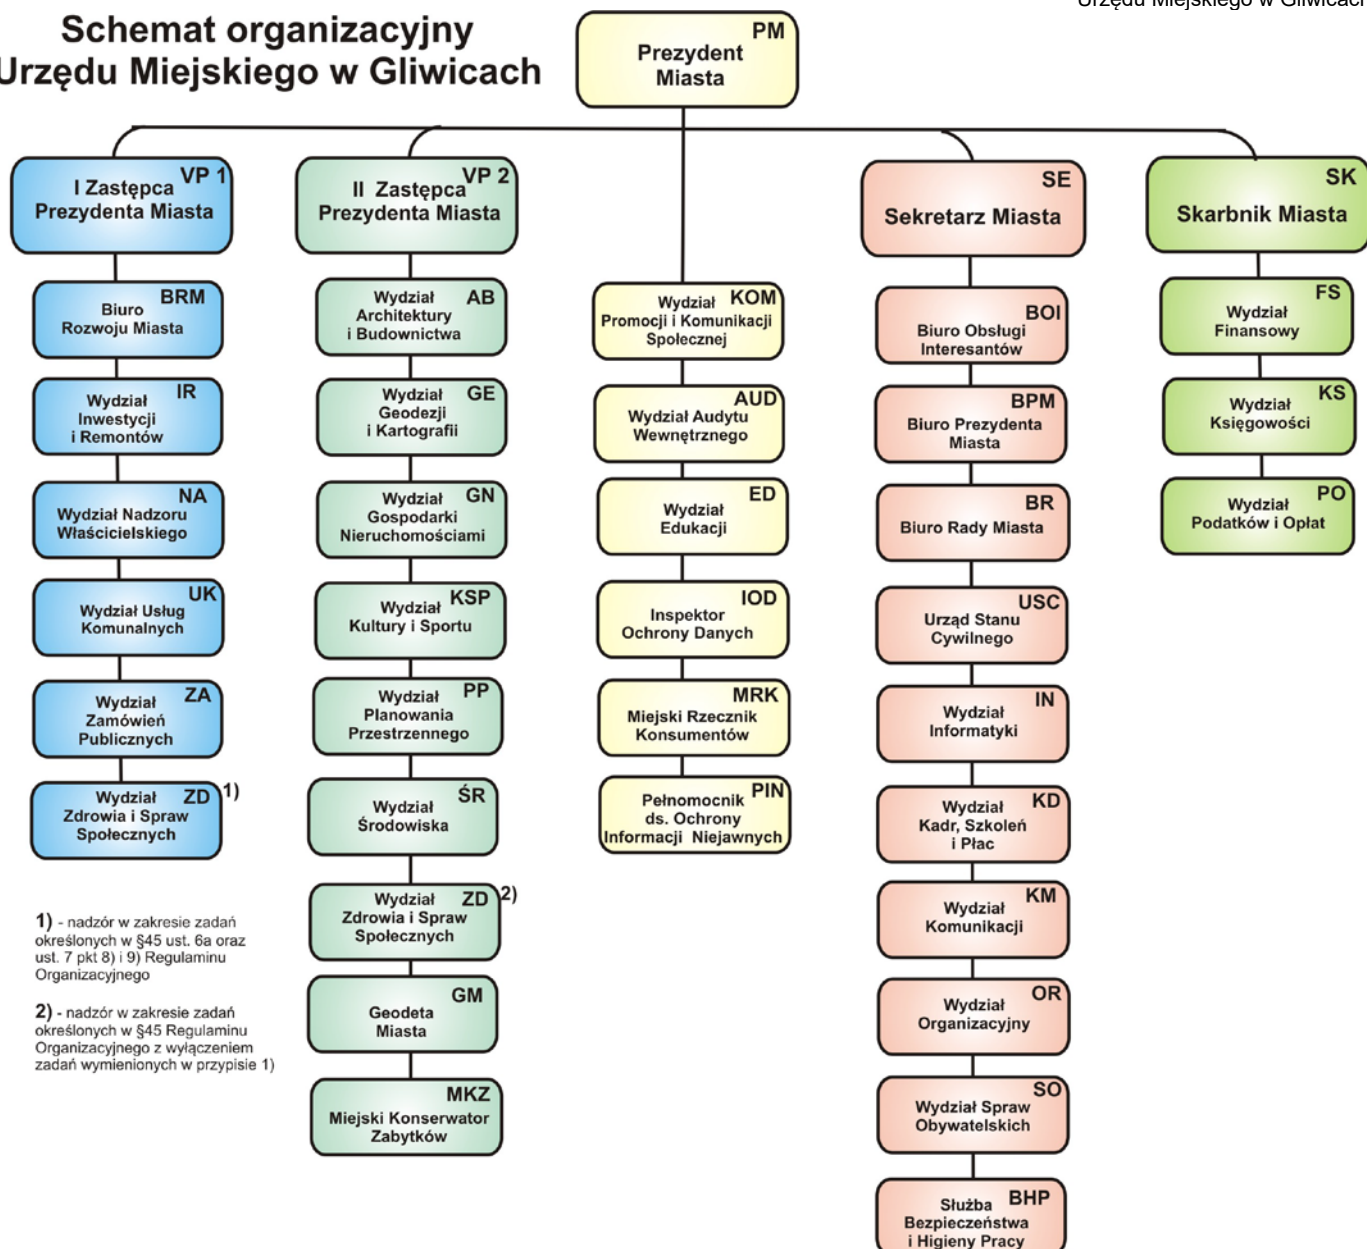 Urzędu Miejskiego w Gliwicach
Schemat organizacyjny
Urzędu Miejskiego w Gliwicach
PM
Prezydent
Miasta
VP 1
I Zastępca
Prezydenta Miasta
BRM
Biuro
Rozwoju Miasta
IR
Wydział
Inwestycji
i Remontów
NA
Wydział Nadzoru
Właścicielskiego
UK
Wydział Usług
Komunalnych
ZA
Wydział
Zamówień
Publicznych
Wydział ZD 1)
Zdrowia i Spraw
Społecznych
1) - nadzór w zakresie zadań
określonych w §45 ust. 6a oraz
ust. 7 pkt 8) i 9) Regulaminu
Organizacyjnego
2) - nadzór w zakresie zadań
określonych w §45 Regulaminu
Organizacyjnego z wyłączeniem
zadań wymienionych w przypisie 1)
VP 2
II Zastępca
Prezydenta Miasta
Wydział AB
Architektury
i Budownictwa
Wydział GE
Geodezji
i Kartografii
Wydział GN
Gospodarki
Nieruchomościami
KSP
Wydział
Kultury i Sportu
Wydział PP
Planowania
Przestrzennego
ŚR
Wydział
Środowiska
Wydział ZD 2)
Zdrowia i Spraw
Społecznych
GM
Geodeta
Miasta
MKZ
Miejski Konserwator
Zabytków
Wydział KOM
Promocji i Komunikacji
Społecznej
AUD
Wydział Audytu
Wewnętrznego
ED
Wydział
Edukacji
IOD
Inspektor
Ochrony Danych
MRK
Miejski Rzecznik
Konsumentów
Pełnomocnik PIN
ds. Ochrony
Informacji Niejawnych
SE
Sekretarz Miasta
BOI
Biuro Obsługi
Interesantów
BPM
Biuro Prezydenta
Miasta
BR
Biuro Rady Miasta
USC
Urząd Stanu
Cywilnego
IN
Wydział
Informatyki
Wydział KD
Kadr, Szkoleń
i Płac
KM
Wydział
Komunikacji
OR
Wydział
Organizacyjny
SO
Wydział Spraw
Obywatelskich
BHP
Służba
Bezpieczeństwa
i Higieny Pracy
SK
Skarbnik Miasta
FS
Wydział
Finansowy
KS
Wydział
Księgowości
PO
Wydział
Podatków i Opłat